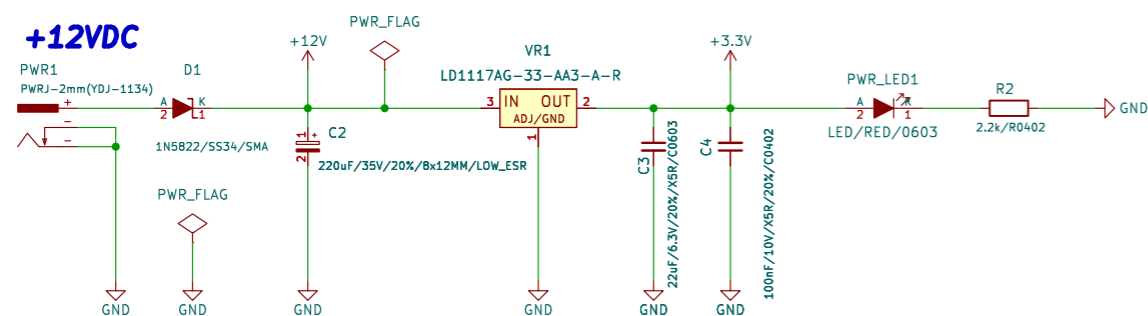 +12VDC
PWR1
PWRJ-2mm(YDJ-1134)
+
-
-
D1
A
K
2
1
1N5822/SS34/SMA
PWR_FLAG
GND
GND
+12V
1
+
2
C2
220uF/35V/20%/8x12MM/LOW_ESR
GND
PWR_FLAG
VR1
LD1117AG-33-AA3-A-R
3
IN
OUT
2
ADJ/GND
1
GND
C3
22uF/6.3V/20%/X5R/C0603
GND
+3.3V
C4
100nF/10V/X5R/20%/C0402
GND
PWR_LED1
A
K
2
1
LED/RED/0603
R2
2.2k/R0402
GND